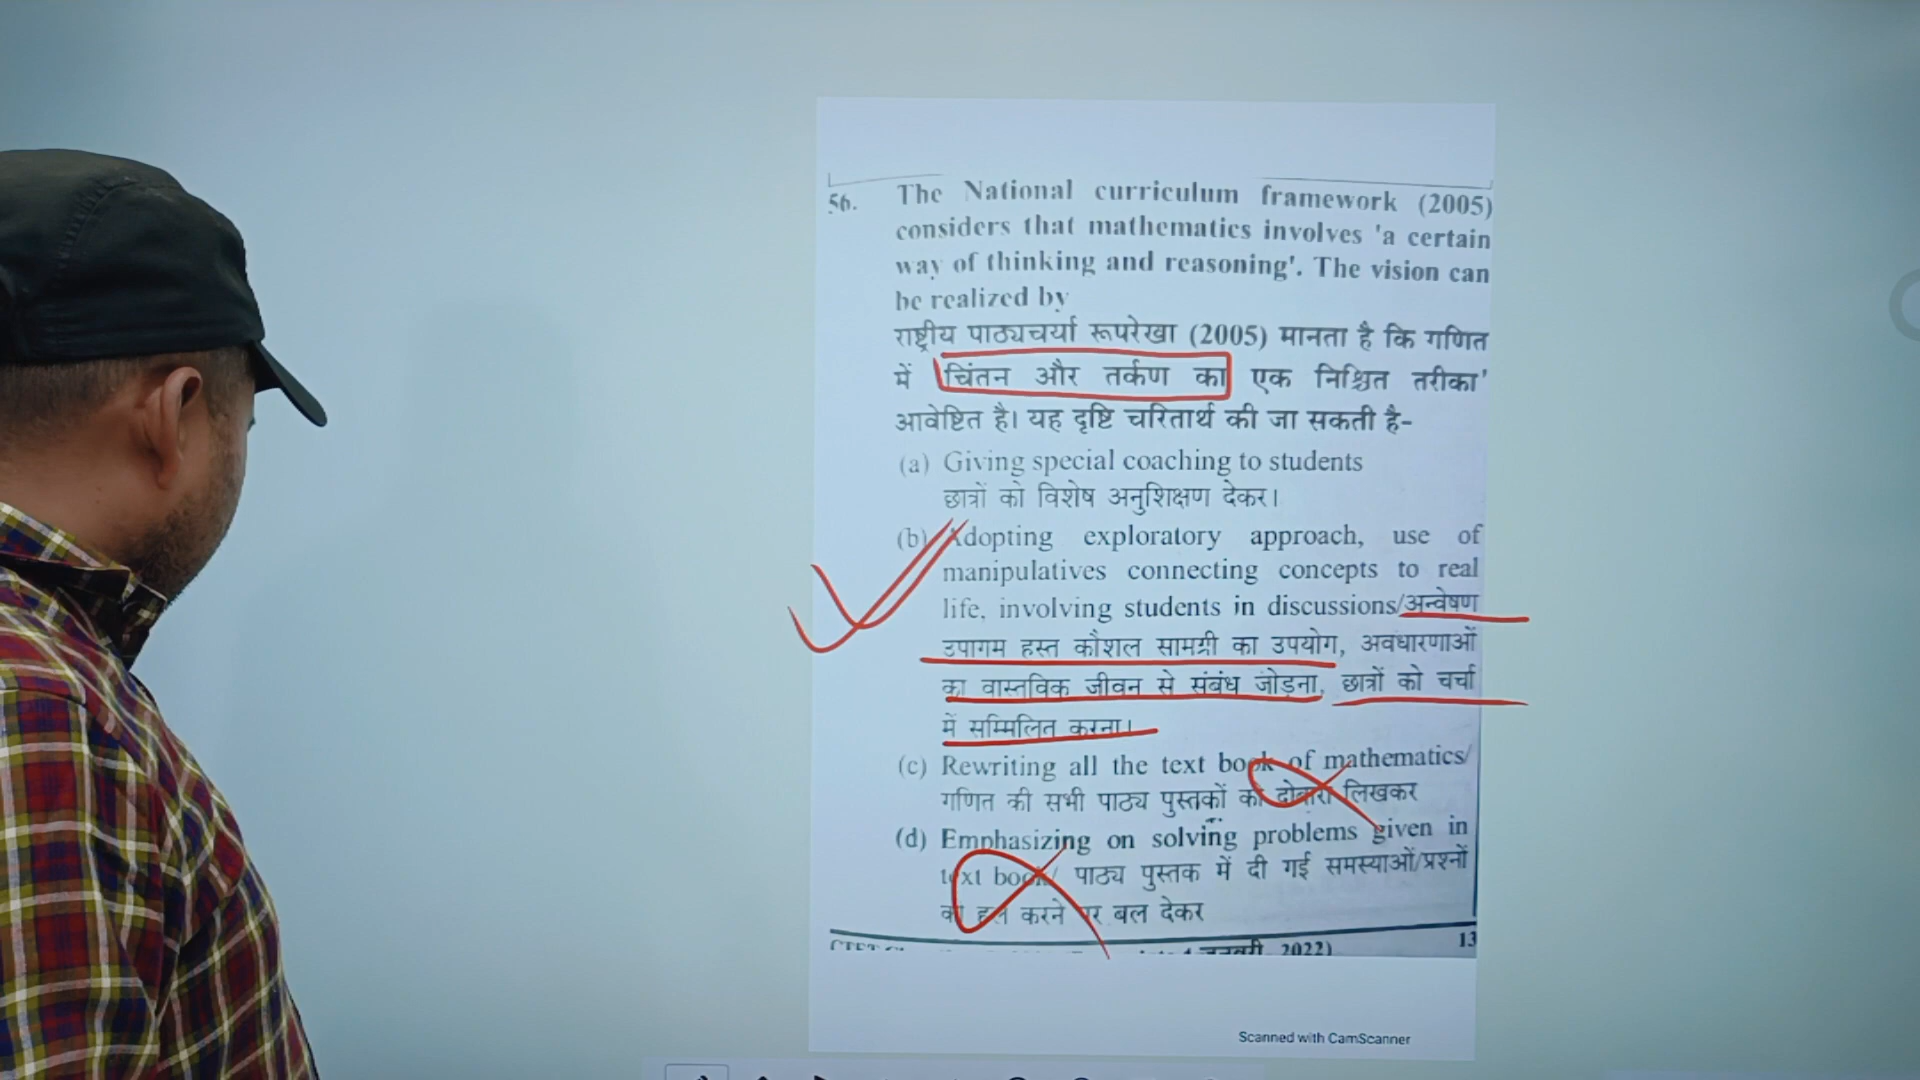 56. The National curriculum framework (2005)
considers that mathematics involves 'a certain
way of thinking and reasoning'. The vision can
be realized by
राष्ट्रीय पाठ्यचर्या रूपरेखा (2005) मानता है कि गणित
में चिंतन और तर्कण का एक निश्चित तरीका'
आवेष्टित है। यह दृष्टि चरितार्थ की जा सकती है-
(a) Giving special coaching to students
छात्रों को विशेष अनुशिक्षण देकर।
(b) Adopting exploratory approach, use of
manipulatives connecting concepts to real
life, involving students in discussions/अन्वेषण
उपागम हस्त कौशल सामग्री का उपयोग, अवधारणाओं
का वास्तविक जीवन से संबंध जोड़ना, छात्रों को चर्चा
में सम्मिलित करना।
(c) Rewriting all the text book of mathematics/
गणित की सभी पाठ्य पुस्तकों को दोबारा लिखकर
(d) Emphasizing on solving problems given in
text book/ पाठ्य पुस्तक में दी गई समस्याओं/प्रश्नों
को हल करने पर बल देकर
जनवरी, 2022) 13
Scanned with CamScanner